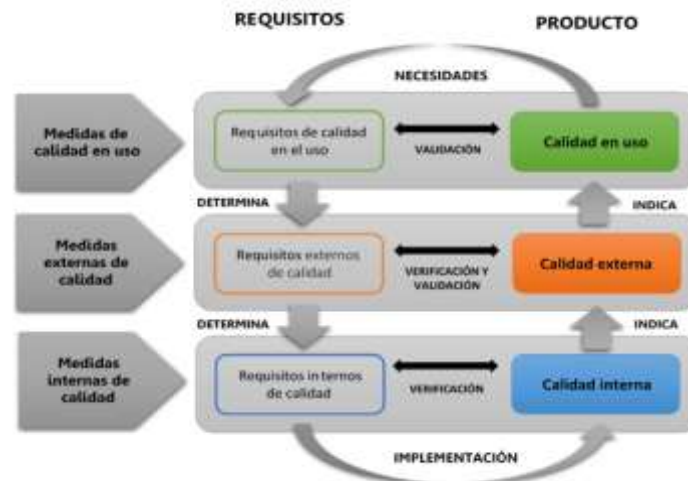 REQUISITOS
PRODUCTO
NECESIDADES
Medidas de
calidad en uso
Requisitos de calidad
en el uso
VALIDACIÓN
Calidad en uso
DETERMINA
INDICA
Medidas
externas de
calidad
Requisitos externos
de calidad
VERIFICACIÓN Y
VALIDACIÓN
Calidad externa
DETERMINA
INDICA
Medidas
internas de
calidad
Requisitos internos
de calidad
VERIFICACIÓN
Calidad interna
IMPLEMENTACIÓN